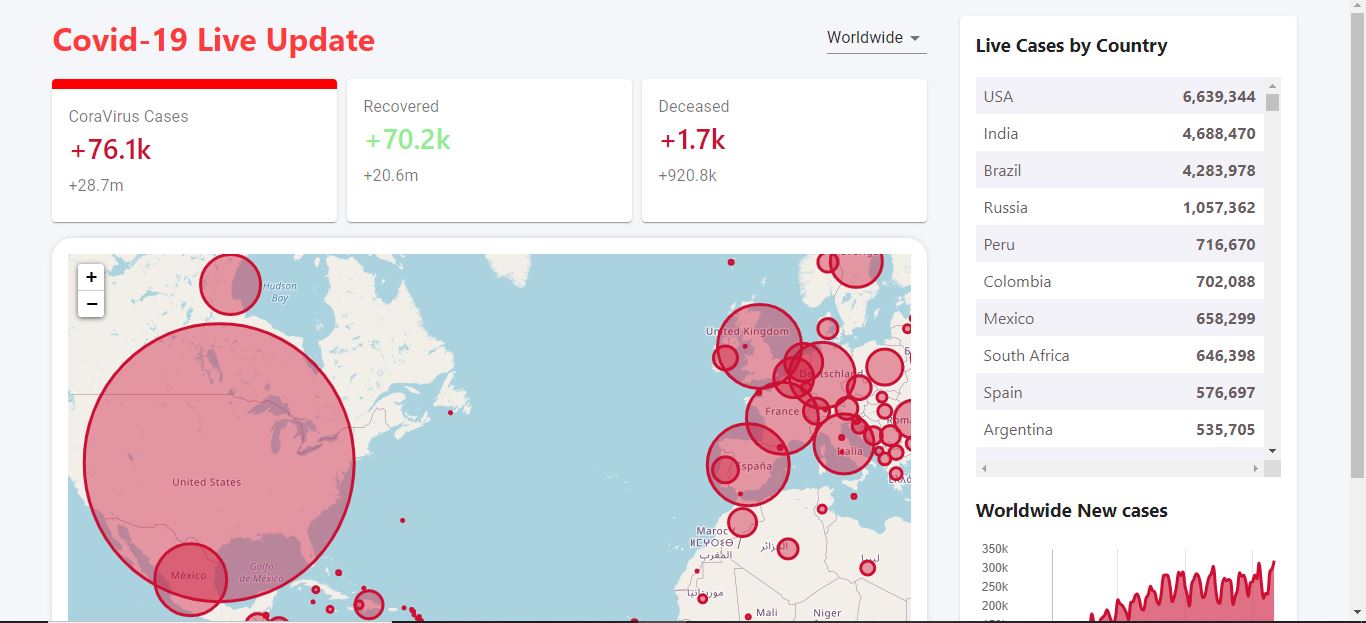 Covid-19 Live Update
Worldwide
CoraVirus Cases
+76.1k
+28.7m
Recovered
+70.2k
+20.6m
Deceased
+1.7k
+920.8k
+
−
Hudson
Bay
United States
México
Golfo
de México
United Kingdom
Deutschland
France
Italia
España
Maroc
ⵍⵎⵖⵔⵉⴱ
المغرب
الجزائر
ليبيا
موريتانيا
Mali
Niger
Live Cases by Country
USA 6,639,344
India 4,688,470
Brazil 4,283,978
Russia 1,057,362
Peru 716,670
Colombia 702,088
Mexico 658,299
South Africa 646,398
Spain 576,697
Argentina 535,705
Worldwide New cases
350k
300k
250k
200k